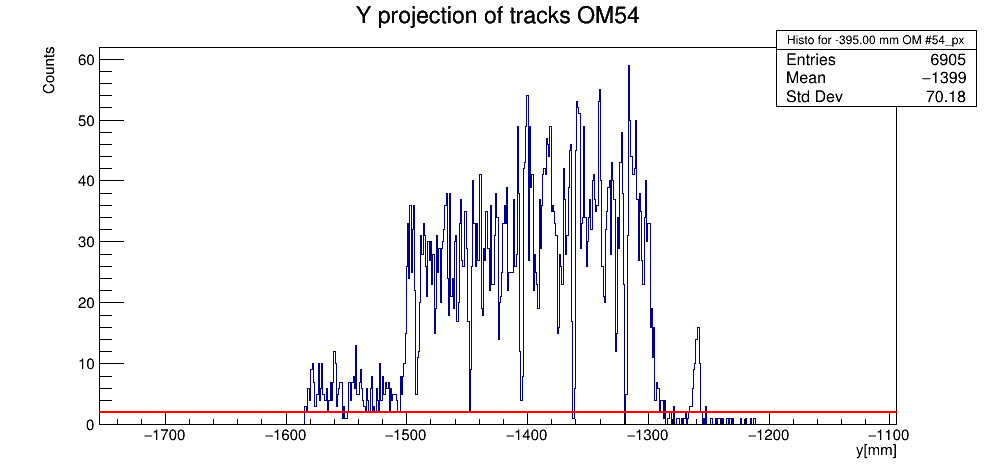 Y projection of tracks OM54
Histo for -395.00 mm OM #54_px
Entries 6905
Mean −1399
Std Dev 70.18
Counts
60
50
40
30
20
10
0
−1700 −1600 −1500 −1400 −1300 −1200 −1100
y[mm]